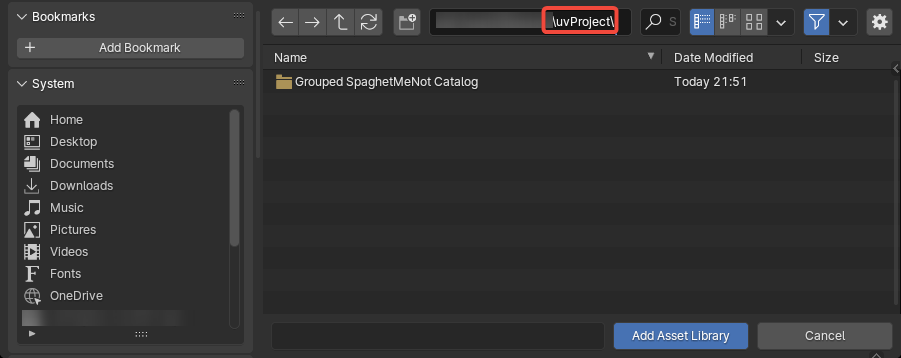 Bookmarks
Add Bookmark
System
Home
Desktop
Documents
Downloads
Music
Pictures
Videos
Fonts
OneDrive
\uvProject\
S
Name
Date Modified
Size
Grouped SpaghetMeNot Catalog
Today 21:51
Add Asset Library
Cancel